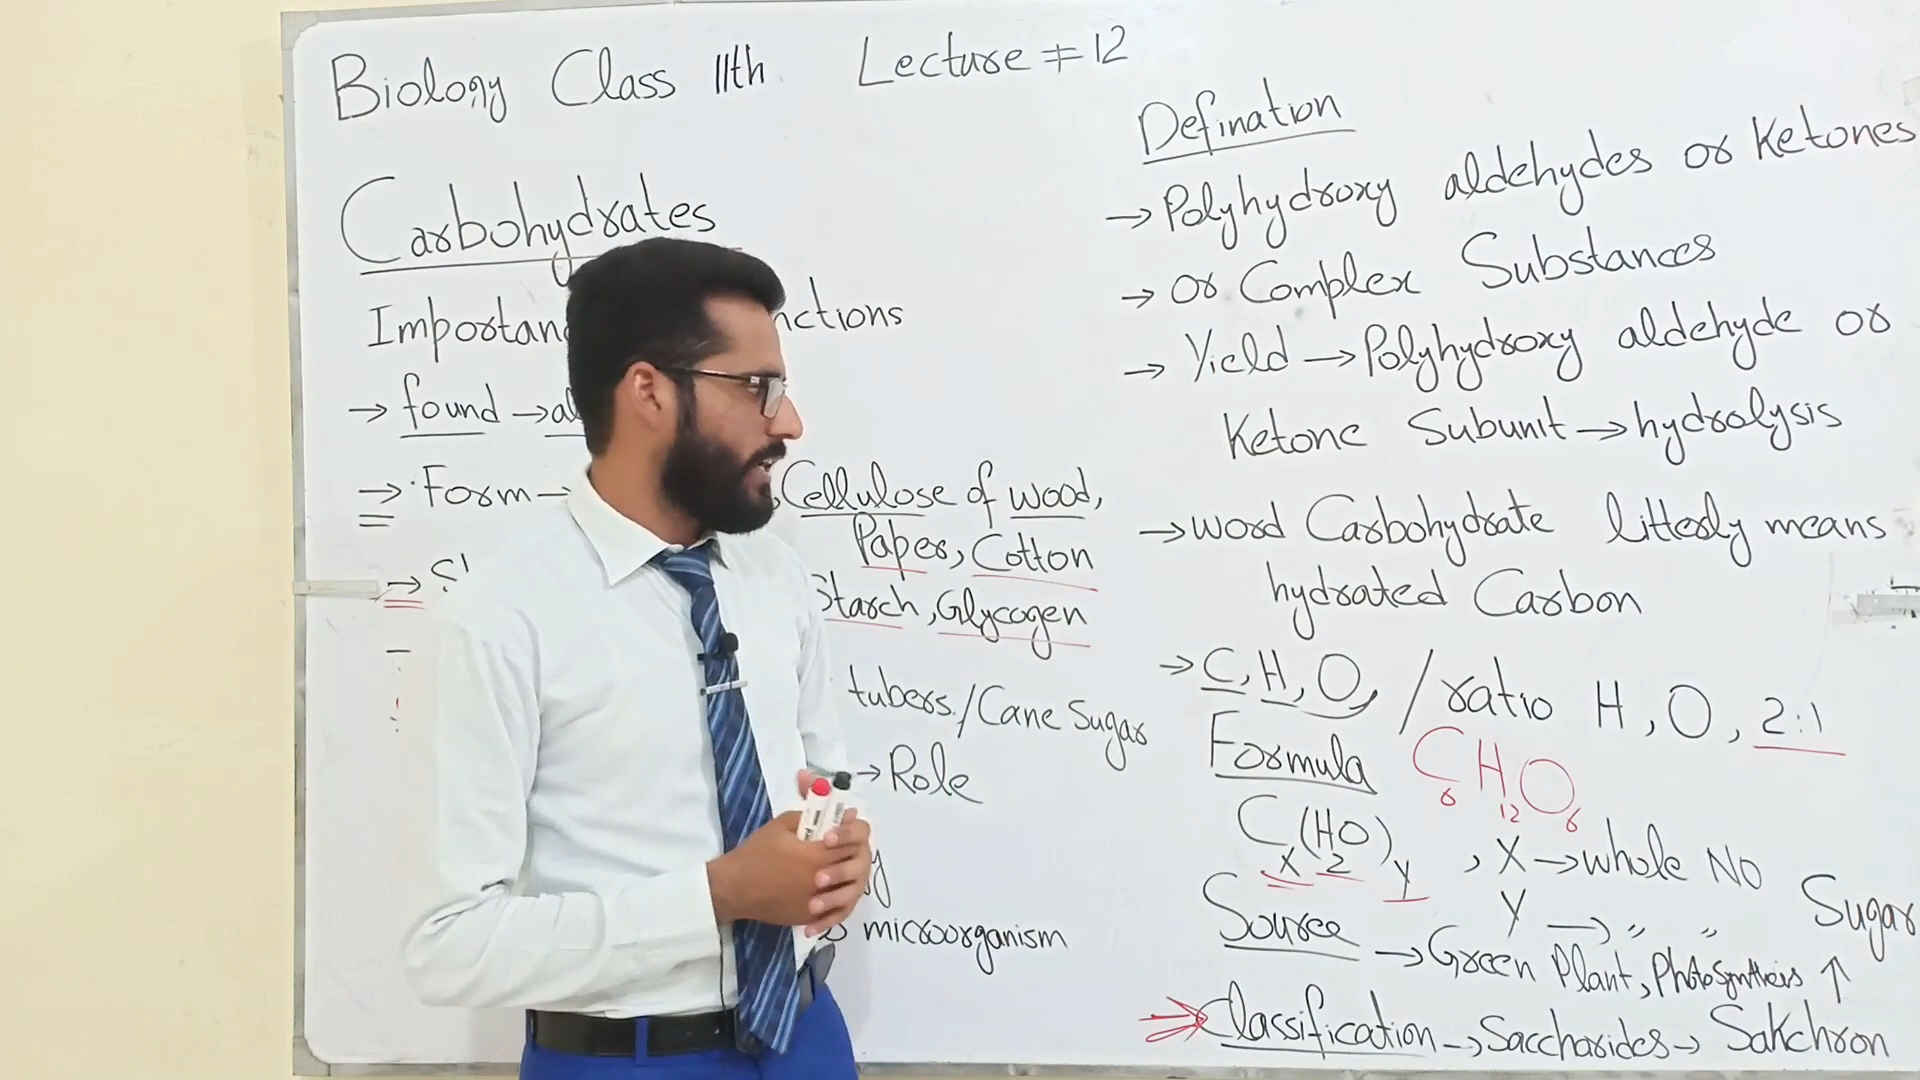 Biology Class 11th Lecture # 12
Carbohydrates
nctions
→ found →
⇒ Form → Cellulose of wood,
Paper, Cotton
Starch, Glycogen
tubers./Cane Sugar
→ Role
microorganism
Defination
→ Polyhydroxy aldehydes or Ketones
→ or Complex Substances
→ Yield → Polyhydroxy aldehyde or
Ketone Subunit → hydrolysis
→ word Carbohydrate litterly means
hydrated Carbon
→ C, H, O, / ratio H, O, 2:1
Formula C6H12O6
Cx(H2O)y , X → whole NO
Y → " "
Source → Green Plant, Photosynthesis ↑ Sugar
Classification → Saccharides → Sakchron